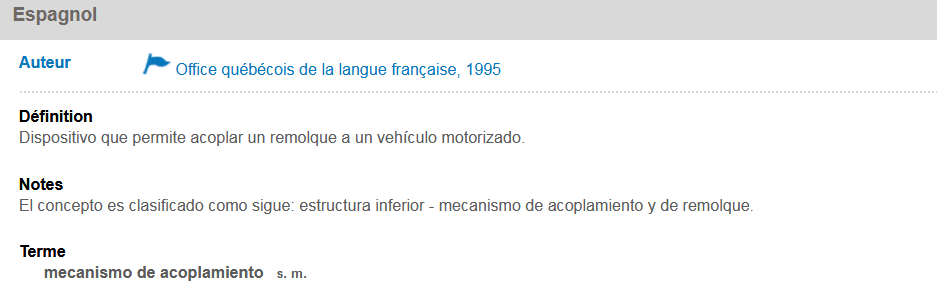 Espagnol
Auteur Office québécois de la langue française, 1995
Définition
Dispositivo que permite acoplar un remolque a un vehículo motorizado.
Notes
El concepto es clasificado como sigue: estructura inferior - mecanismo de acoplamiento y de remolque.
Terme
mecanismo de acoplamiento s. m.